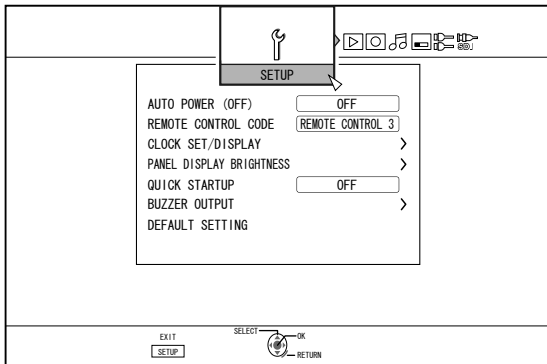 SETUP
AUTO POWER (OFF) OFF
REMOTE CONTROL CODE REMOTE CONTROL 3
CLOCK SET/DISPLAY
PANEL DISPLAY BRIGHTNESS
QUICK STARTUP OFF
BUZZER OUTPUT
DEFAULT SETTING
EXIT
SETUP
SELECT
OK
RETURN